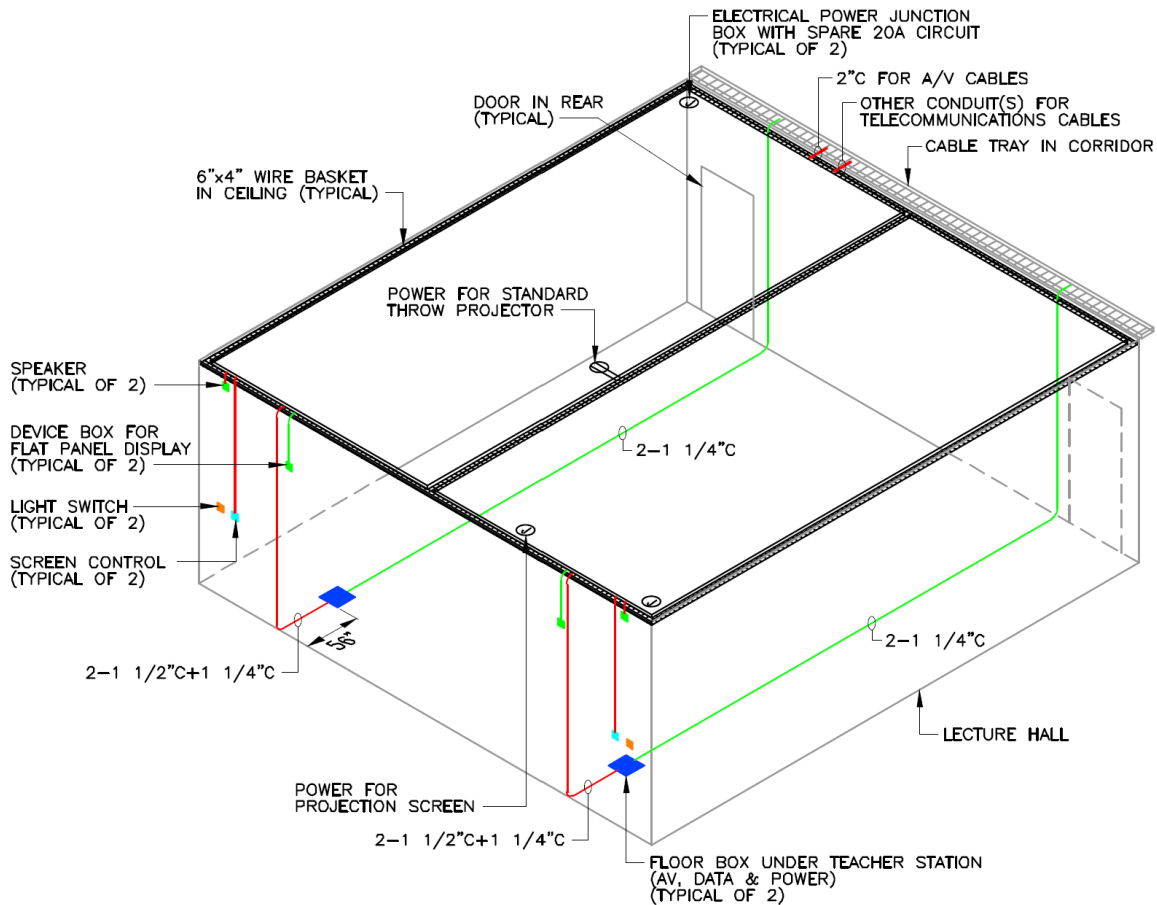 ELECTRICAL POWER JUNCTION
BOX WITH SPARE 20A CIRCUIT
(TYPICAL OF 2)
2"C FOR A/V CABLES
DOOR IN REAR
(TYPICAL)
OTHER CONDUIT(S) FOR
TELECOMMUNICATIONS CABLES
CABLE TRAY IN CORRIDOR
6"x4" WIRE BASKET
IN CEILING (TYPICAL)
POWER FOR STANDARD
THROW PROJECTOR
SPEAKER
(TYPICAL OF 2)
DEVICE BOX FOR
FLAT PANEL DISPLAY
(TYPICAL OF 2)
2-1 1/4"C
LIGHT SWITCH
(TYPICAL OF 2)
SCREEN CONTROL
(TYPICAL OF 2)
56"
2-1 1/4"C
2-1 1/2"C+1 1/4"C
LECTURE HALL
POWER FOR
PROJECTION SCREEN
2-1 1/2"C+1 1/4"C
FLOOR BOX UNDER TEACHER STATION
(AV, DATA & POWER)
(TYPICAL OF 2)